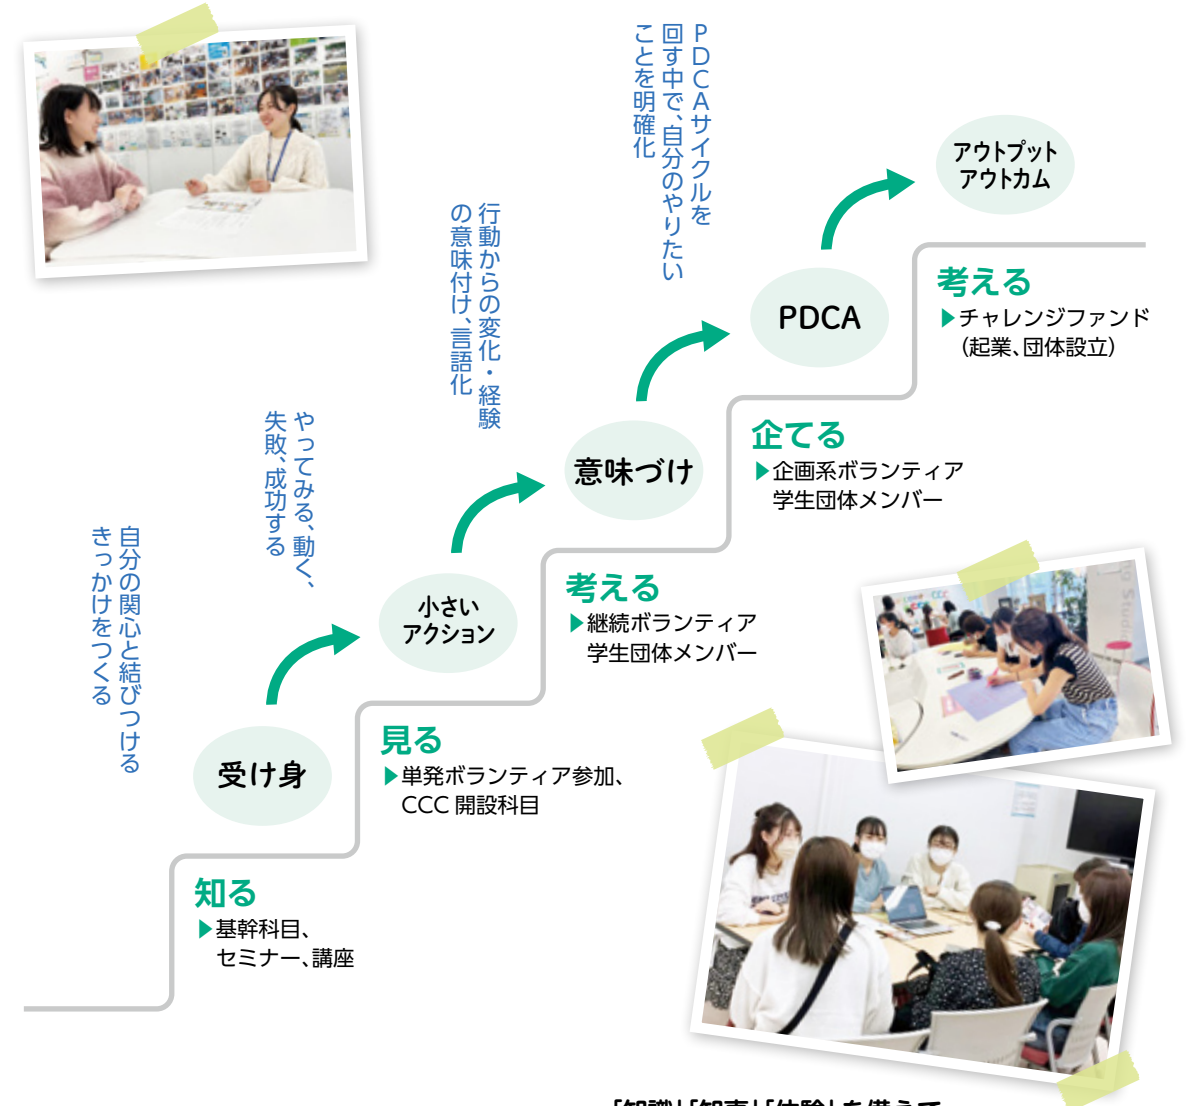 PDCAサイクルを
回す中で、自分のやりたい
ことを明確化
アウトプット
アウトカム
行動からの変化・経験
の意味付け、言語化
PDCA
考える
▶チャレンジファンド
(起業、団体設立)
やってみる、動く、
失敗、成功する
意味づけ
企てる
▶企画系ボランティア
学生団体メンバー
自分の関心と結びつける
きっかけをつくる
小さい
アクション
考える
▶継続ボランティア
学生団体メンバー
受け身
見る
▶単発ボランティア参加、
CCC 開設科目
知る
▶基幹科目、
セミナー、講座